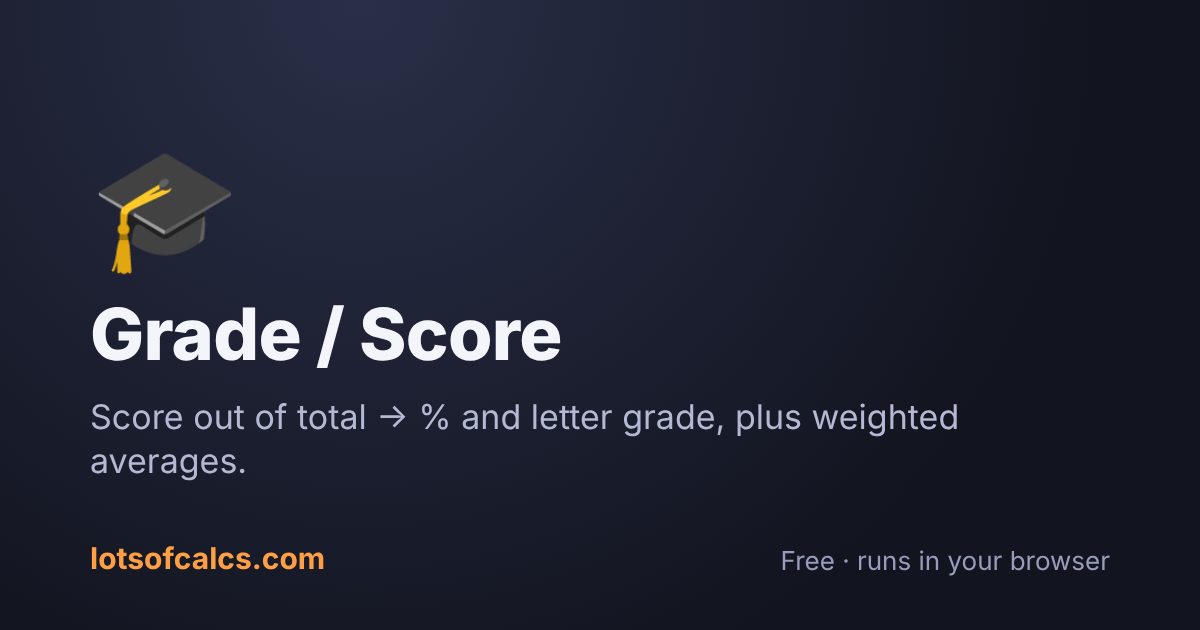 Grade / Score
Score out of total → % and letter grade, plus weighted
averages.
lotsofcalcs.com
Free · runs in your browser